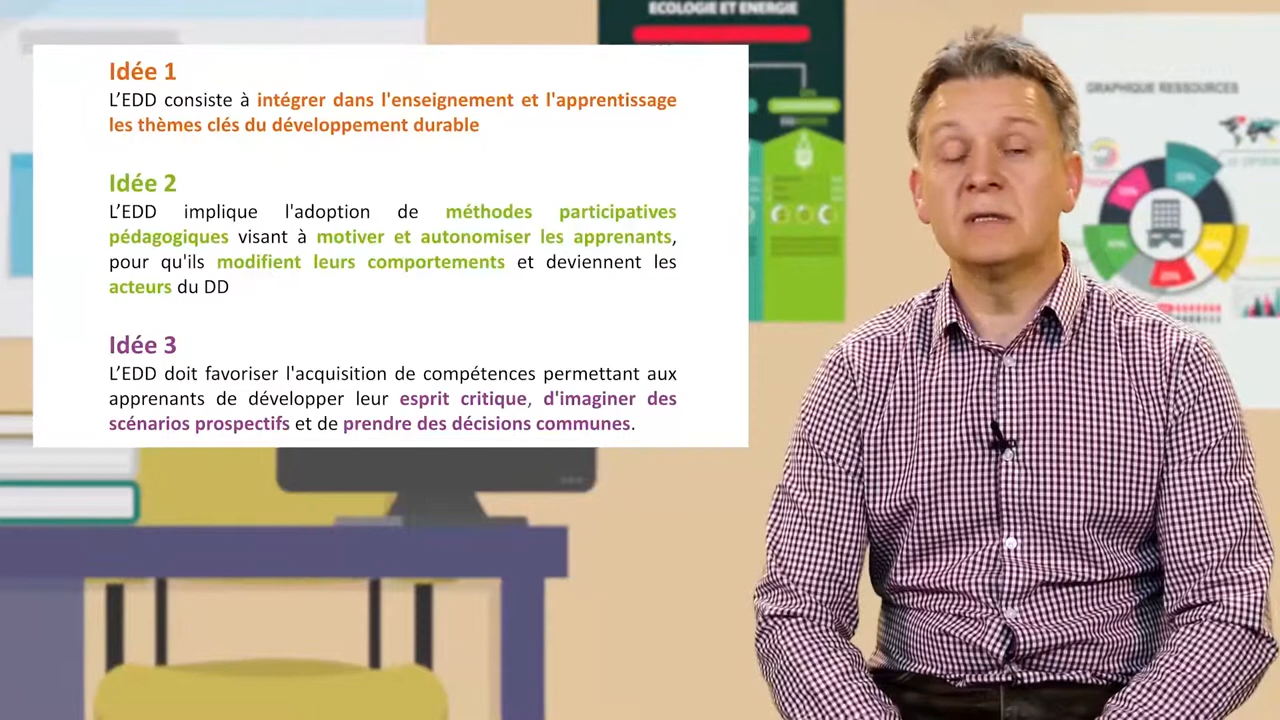 Idée 1
L'EDD consiste à intégrer dans l'enseignement et l'apprentissage
les thèmes clés du développement durable
Idée 2
L'EDD implique l'adoption de méthodes participatives
pédagogiques visant à motiver et autonomiser les apprenants,
pour qu'ils modifient leurs comportements et deviennent les
acteurs du DD
Idée 3
L'EDD doit favoriser l'acquisition de compétences permettant aux
apprenants de développer leur esprit critique, d'imaginer des
scénarios prospectifs et de prendre des décisions communes.
ECOLOGIE ET ENERGIE
GRAPHIQUE RESSOURCES